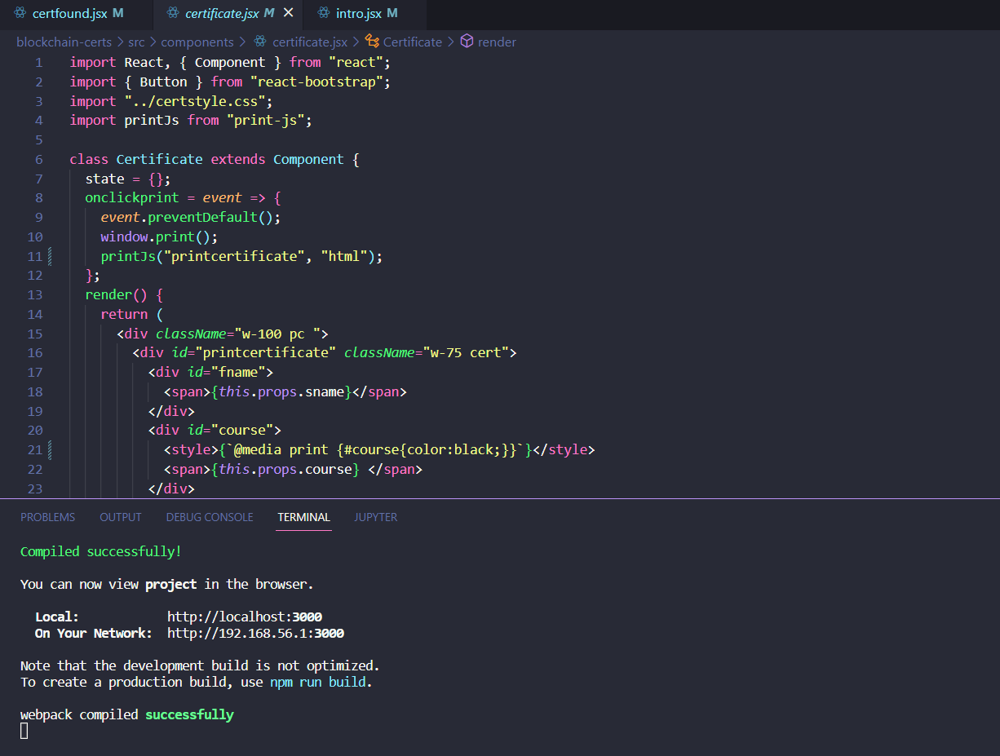 certfound.jsx M certificate.jsx M intro.jsx M
blockchain-certs > src > components > certificate.jsx > Certificate > render
1 import React, { Component } from "react";
2 import { Button } from "react-bootstrap";
3 import "../certstyle.css";
4 import printJs from "print-js";
5
6 class Certificate extends Component {
7 state = {};
8 onclickprint = event => {
9 event.preventDefault();
10 window.print();
11 printJs("printcertificate", "html");
12 };
13 render() {
14 return (
15 <div className="w-100 pc ">
16 <div id="printcertificate" className="w-75 cert">
17 <div id="fname">
18 <span>{this.props.sname}</span>
19 </div>
20 <div id="course">
21 <style>{`@media print {#course{color:black;}}`}</style>
22 <span>{this.props.course} </span>
23 </div>
PROBLEMS OUTPUT DEBUG CONSOLE TERMINAL JUPYTER
Compiled successfully!
You can now view project in the browser.
Local: http://localhost:3000
On Your Network: http://192.168.56.1:3000
Note that the development build is not optimized.
To create a production build, use npm run build.
webpack compiled successfully